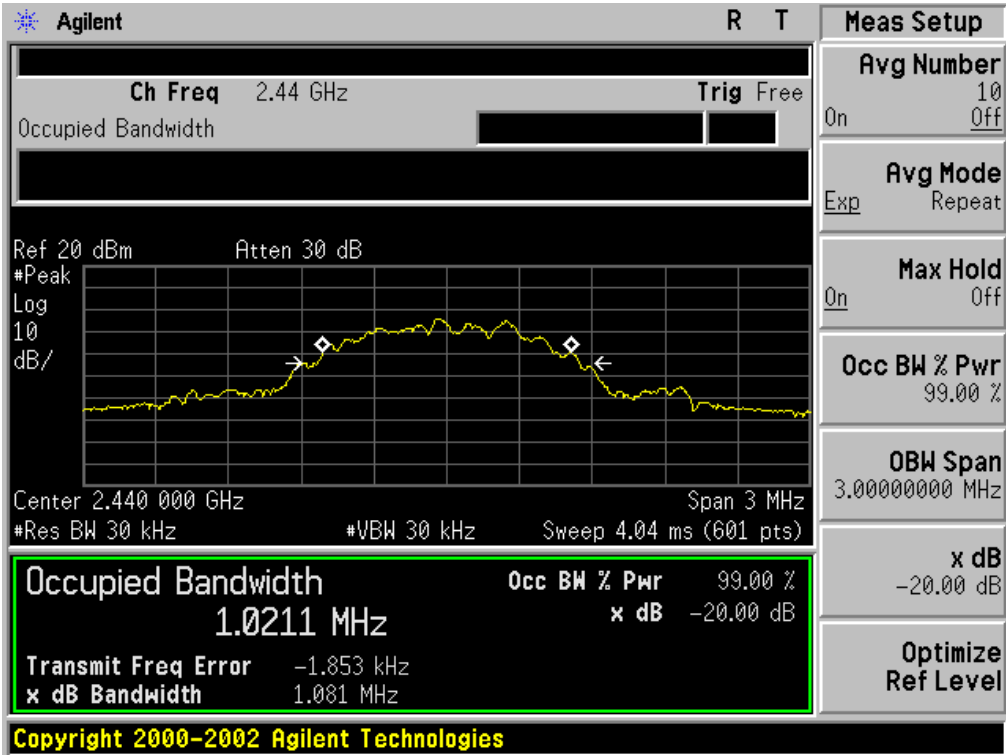 Agilent R T
Meas Setup
Ch Freq 2.44 GHz Trig Free
Occupied Bandwidth
Ref 20 dBm Atten 30 dB
#Peak
Log
10
dB/
Center 2.440 000 GHz Span 3 MHz
#Res BW 30 kHz #VBW 30 kHz Sweep 4.04 ms (601 pts)
Occupied Bandwidth
1.0211 MHz
Occ BW % Pwr 99.00 %
x dB -20.00 dB
Transmit Freq Error -1.853 kHz
x dB Bandwidth 1.081 MHz
Avg Number
10
On Off
Avg Mode
Exp Repeat
Max Hold
On Off
Occ BW % Pwr
99.00 %
OBW Span
3.00000000 MHz
x dB
-20.00 dB
Optimize
Ref Level
Copyright 2000-2002 Agilent Technologies